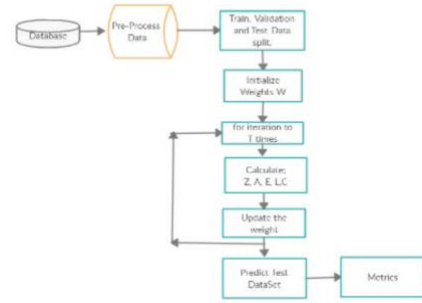 Database
Pre-Process
Data
Train, Validation
and Test Data
split.
Initialize
Weights W
for iteration to
T times
Calculate;
Z, A, E, L,C
Update the
weight
Predict Test
DataSet
Metrics